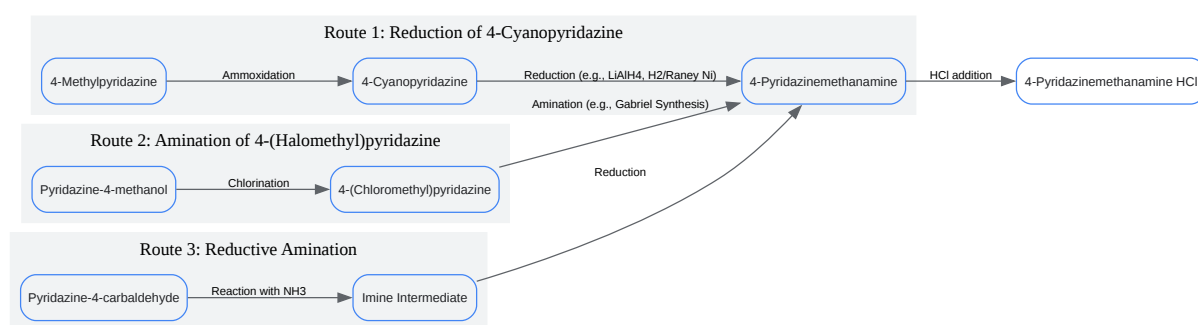 Route 1: Reduction of 4-Cyanopyridazine
4-Methylpyridazine
Ammoxidation
4-Cyanopyridazine
Reduction (e.g., LiAlH4, H2/Raney Ni)
4-Pyridazinemethanamine
HCl addition
4-Pyridazinemethanamine HCl
Amination (e.g., Gabriel Synthesis)
Route 2: Amination of 4-(Halomethyl)pyridazine
Pyridazine-4-methanol
Chlorination
4-(Chloromethyl)pyridazine
Reduction
Route 3: Reductive Amination
Pyridazine-4-carbaldehyde
Reaction with NH3
Imine Intermediate